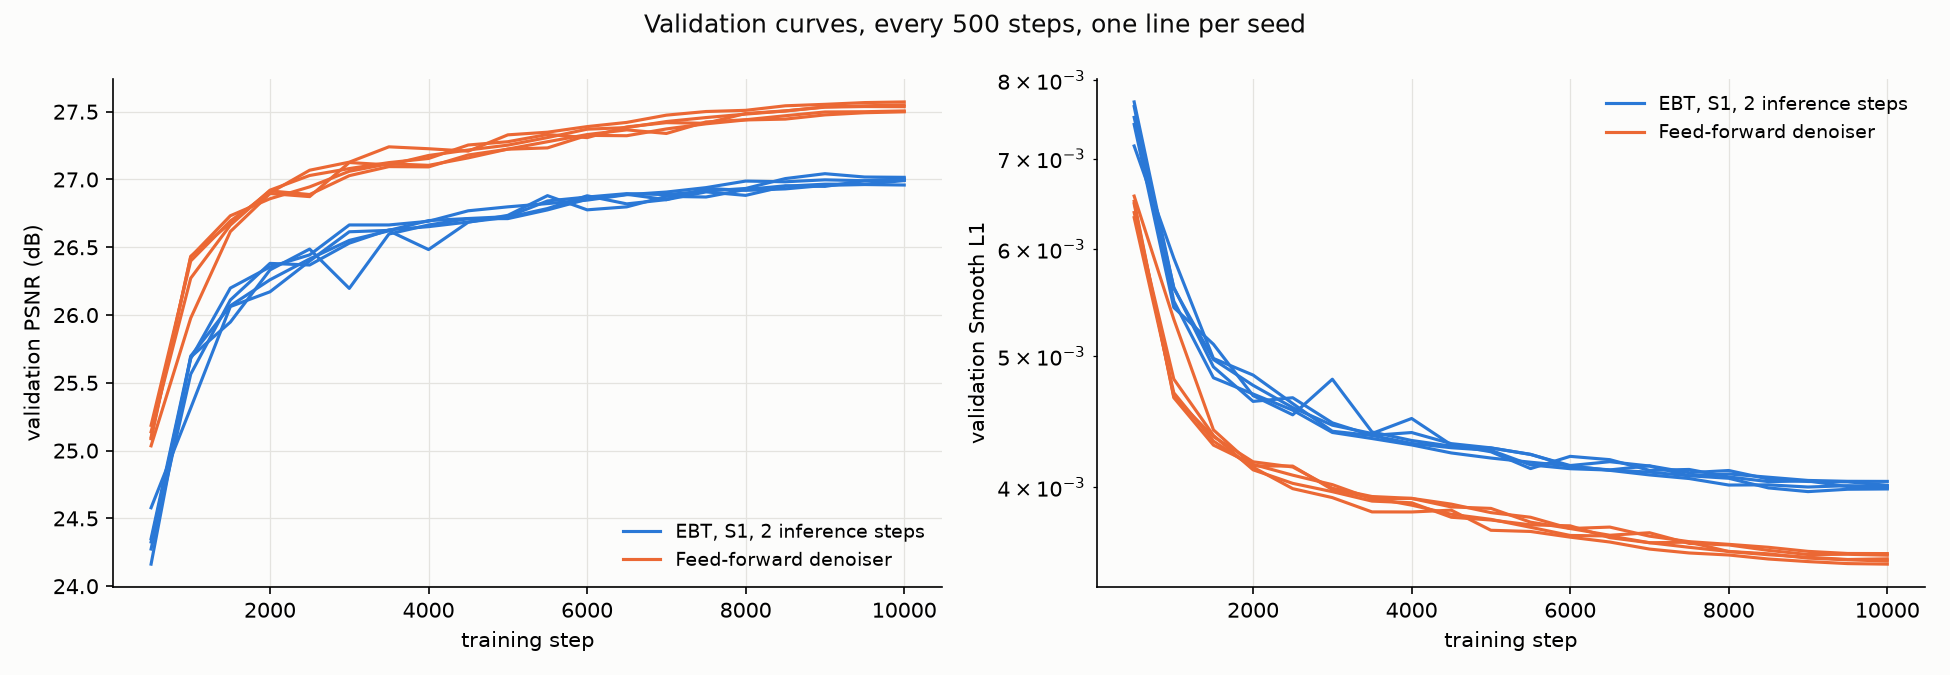 Validation curves, every 500 steps, one line per seed
validation PSNR (dB)
27.5
27.0
26.5
26.0
25.5
25.0
24.5
24.0
2000
4000
6000
8000
10000
training step
EBT, S1, 2 inference steps
Feed-forward denoiser
validation Smooth L1
8 × 10⁻³
7 × 10⁻³
6 × 10⁻³
5 × 10⁻³
4 × 10⁻³
2000
4000
6000
8000
10000
training step
EBT, S1, 2 inference steps
Feed-forward denoiser